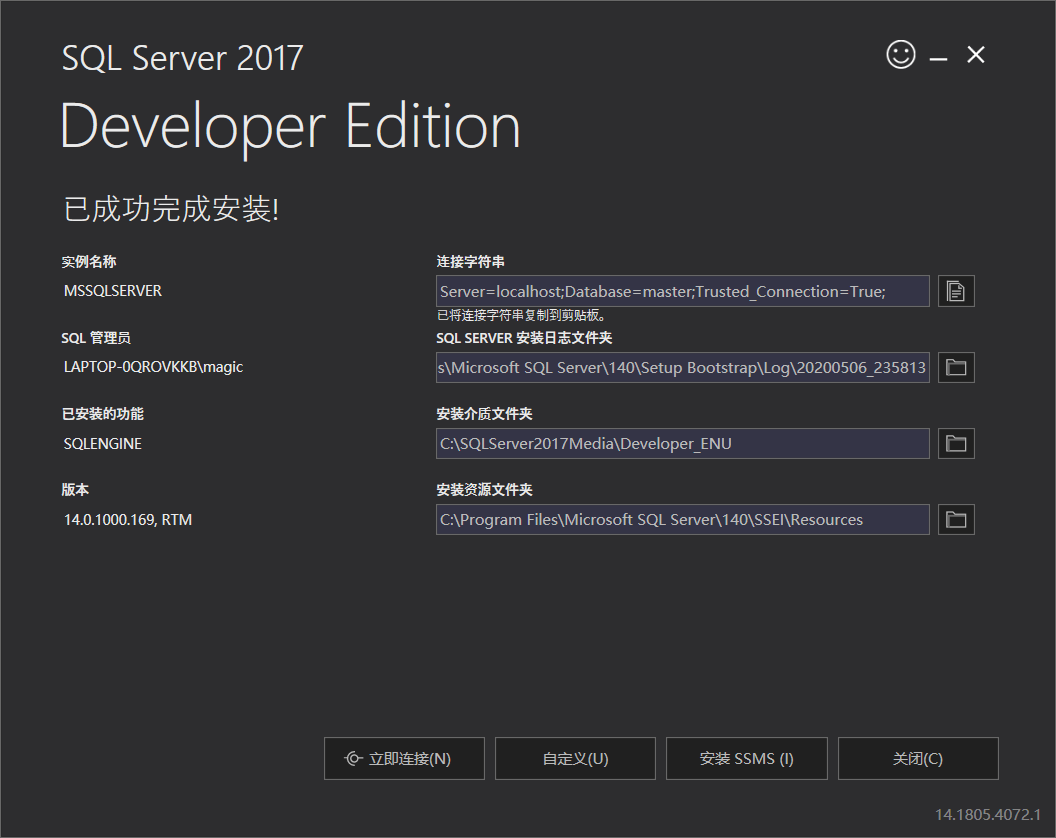 SQL Server 2017
Developer Edition
已成功完成安装!
实例名称
MSSQLSERVER
连接字符串
Server=localhost;Database=master;Trusted_Connection=True;
已将连接字符串复制到剪贴板。
SQL 管理员
LAPTOP-0QROVKKB\magic
SQL SERVER 安装日志文件夹
s\Microsoft SQL Server\140\Setup Bootstrap\Log\20200506_235813
已安装的功能
SQLENGINE
安装介质文件夹
C:\SQLServer2017Media\Developer_ENU
版本
14.0.1000.169, RTM
安装资源文件夹
C:\Program Files\Microsoft SQL Server\140\SSEI\Resources
立即连接(N)
自定义(U)
安装 SSMS (I)
关闭(C)
14.1805.4072.1